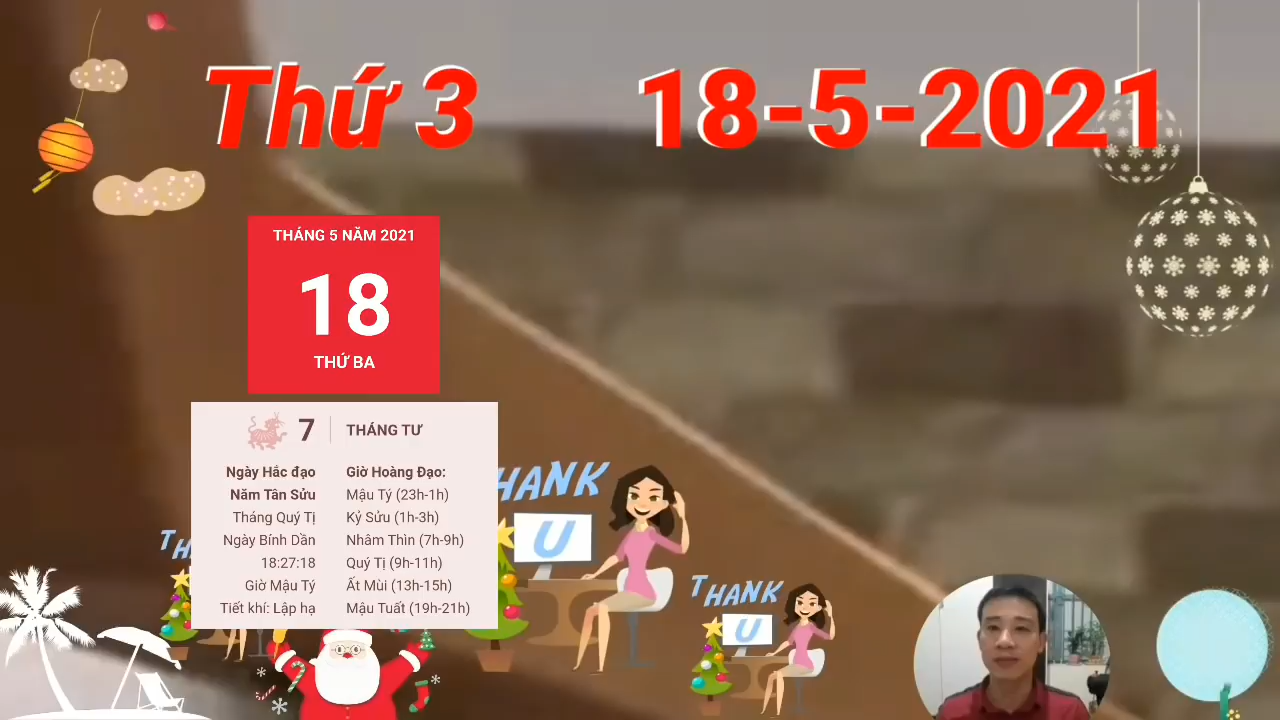 Thứ 3 18-5-2021
THÁNG 5 NĂM 2021
18
THỨ BA
7 THÁNG TƯ
Ngày Hắc đạo Giờ Hoàng Đạo:
Năm Tân Sửu Mậu Tý (23h-1h)
Tháng Quý Tị Kỷ Sửu (1h-3h)
Ngày Bính Dần Nhâm Thìn (7h-9h)
18:27:18 Quý Tị (9h-11h)
Giờ Mậu Tý Ất Mùi (13h-15h)
Tiết khí: Lập hạ Mậu Tuất (19h-21h)
HANK
U
TH
THANK
U